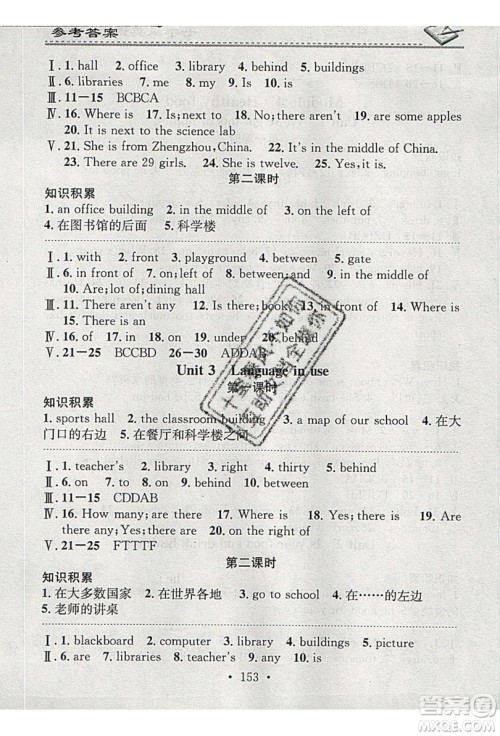 参考答案
Ⅰ. 1. hall 2. office 3. library 4. behind 5. buildings
Ⅱ. 6. libraries 7. me 8. my 9. from 10. is
Ⅲ. 11—15 BCBCA
Ⅳ. 16. Where is 17. Is;next to 18. No;aren't 19. are some apples
20. It is next to the science lab
Ⅴ. 21. She is from Zhengzhou, China. 22. It is in the middle of China.
23. There are 29 girls. 24. She is twelve. 25. Yes,it is.
第二课时
知识积累
1. an office building 2. in the middle of 3. on the left of
4. 在图书馆的后面 5. 科学楼
Ⅰ. 1. with 2. front 3. playground 4. between 5. gate
Ⅱ. 6. in front of 7. on;of 8. between;and 9. in the middle of
10. Are;lot of;dining hall
Ⅲ. 11. There aren't any 12. Is there;book 13. in front of 14. Where is
15. There is an
Ⅳ. 16. in 17. to 18. on 19. under 20. behind
Ⅴ. 21—25 BCCBD 26—30 ADDAB
Unit 3 Language in use
第一课时
知识积累
1. sports hall 2. the classroom building 3. a map of our school 4. 在大
门口的右边 5. 在餐厅和科学楼之间
Ⅰ. 1. teacher's 2. library 3. right 4. thirty 5. behind
Ⅱ. 6. is 7. are 8. libraries 9. to 10. between
Ⅲ. 11—15 CDDAB
Ⅳ. 16. How many; are there 17. Where is 18. Are there
any;Yes;there are 19. Are there any;Yes; there are
20. on the right of
Ⅴ. 21—25 FTTTF
第二课时
知识积累
1. 在大多数国家 2. 在世界各地 3. go to school 4. 在……的左边
5. 老师的讲桌
Ⅰ. 1. blackboard 2. computer 3. library 4. buildings 5. picture
Ⅱ. 6. are 7. libraries 8. teacher's 9. is 10. between
· 153 ·